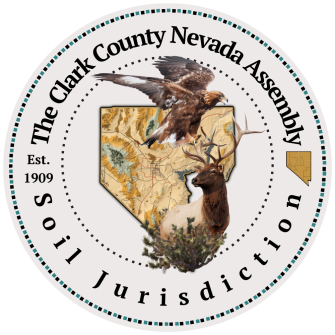 The Clark County Nevada Assembly
Est.
1909
Soil Jurisdiction